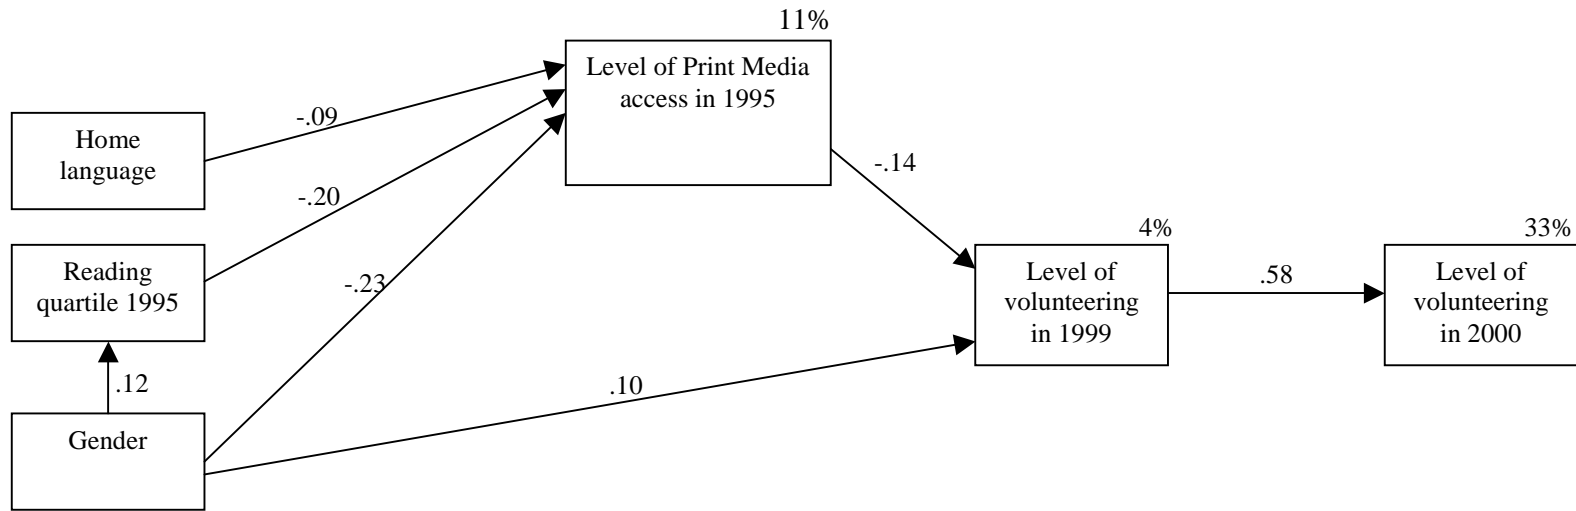 11%
Level of Print Media
access in 1995
-.09
Home
language
-.20
-.14
4%
33%
Reading
quartile 1995
-.23
Level of
volunteering
in 1999
.58
Level of
volunteering
in 2000
.12
.10
Gender